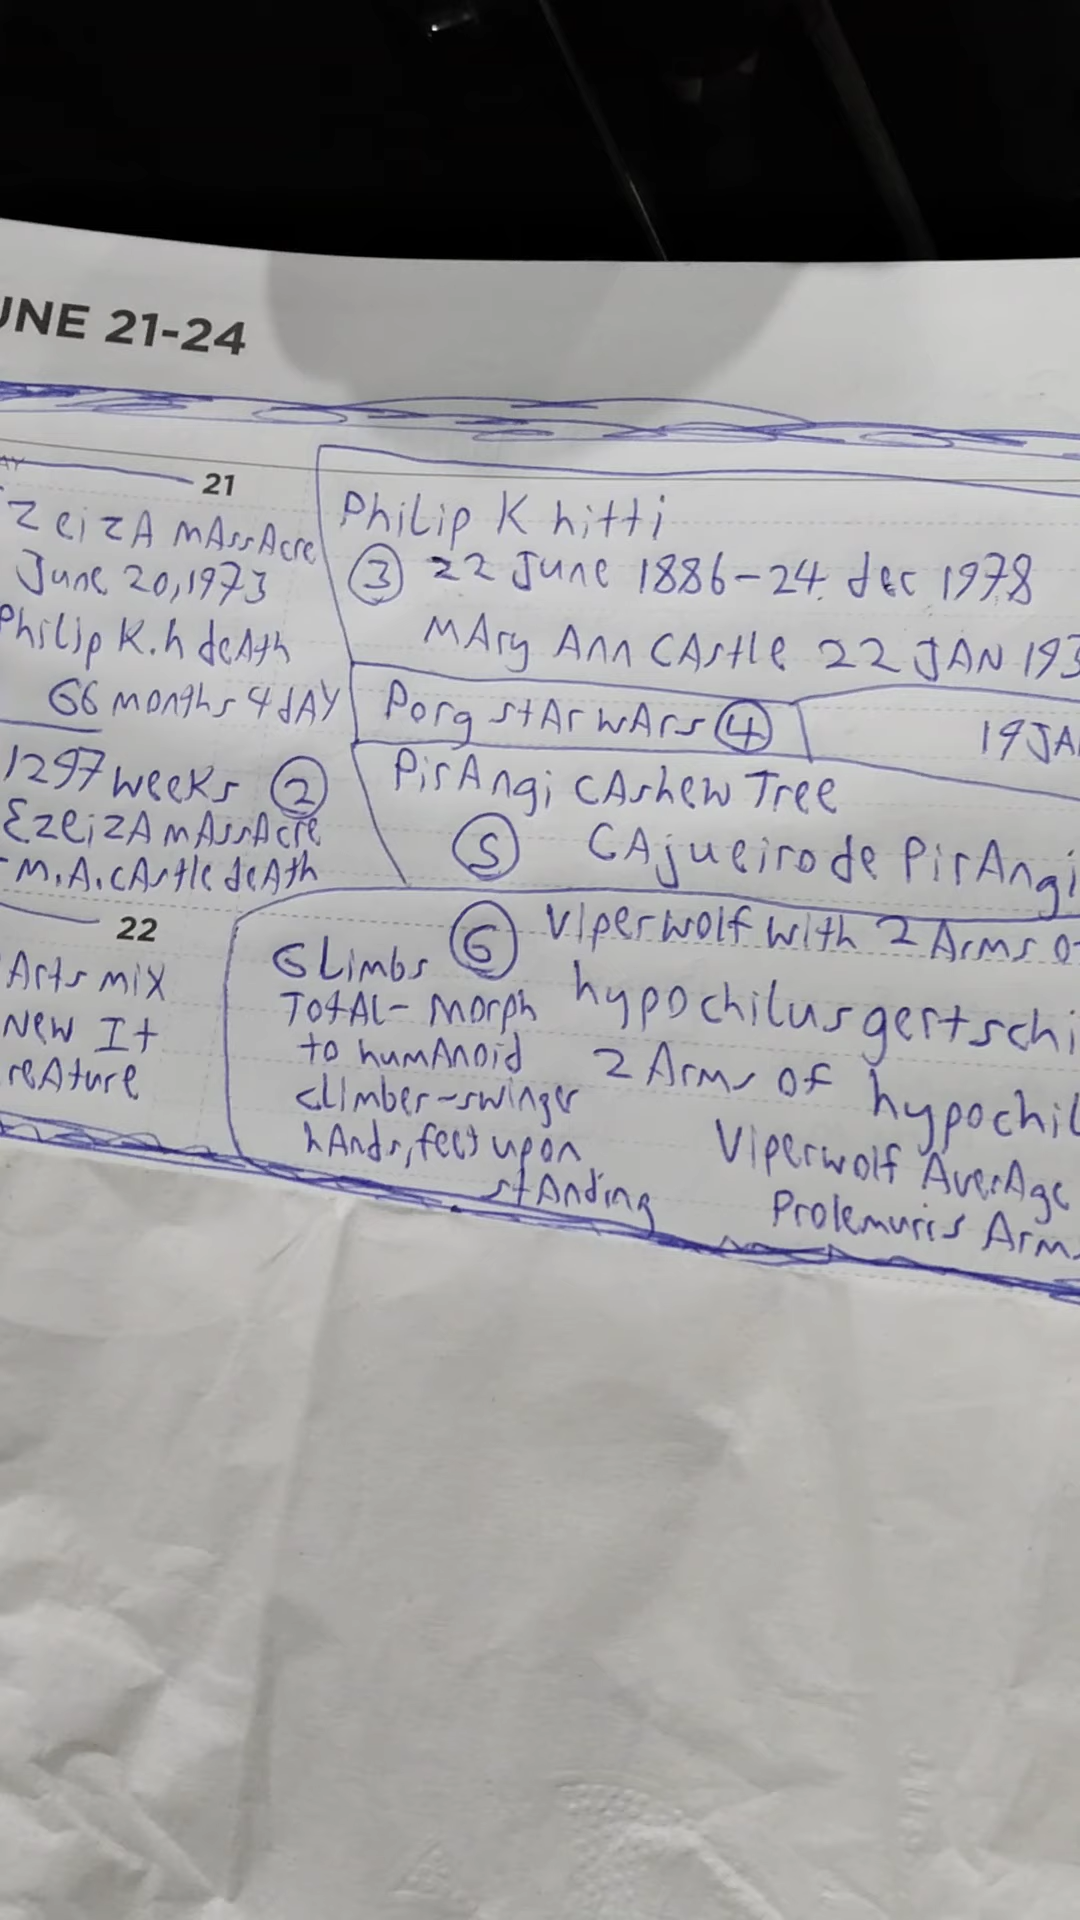 JUNE 21-24
21
EzeizA mAssAcre
June 20, 1973
Philip K. h deAth
66 months 4 dAY
1297 weeks ②
EzeizA mAssAcre
-M.A. cAstle deAth
22
Arts mix
New It
reAture
Philip K hitti
③ 22 June 1886-24 dec 1978
MAry Ann CAstle 22 JAN 193
Porg stAr wArs ④
19 JA
PirAngi cAshew Tree
⑤ CAjueiro de PirAngi
⑥ Viperwolf with 2 Arms o
hypochilus gertschi
2 Arms of hypochil
Viperwolf AverAge
Prolemuris Arm
6 Limbs
TotAL- morph
to humAnoid
climber-swinger
hAnds, feet upon
stAnding